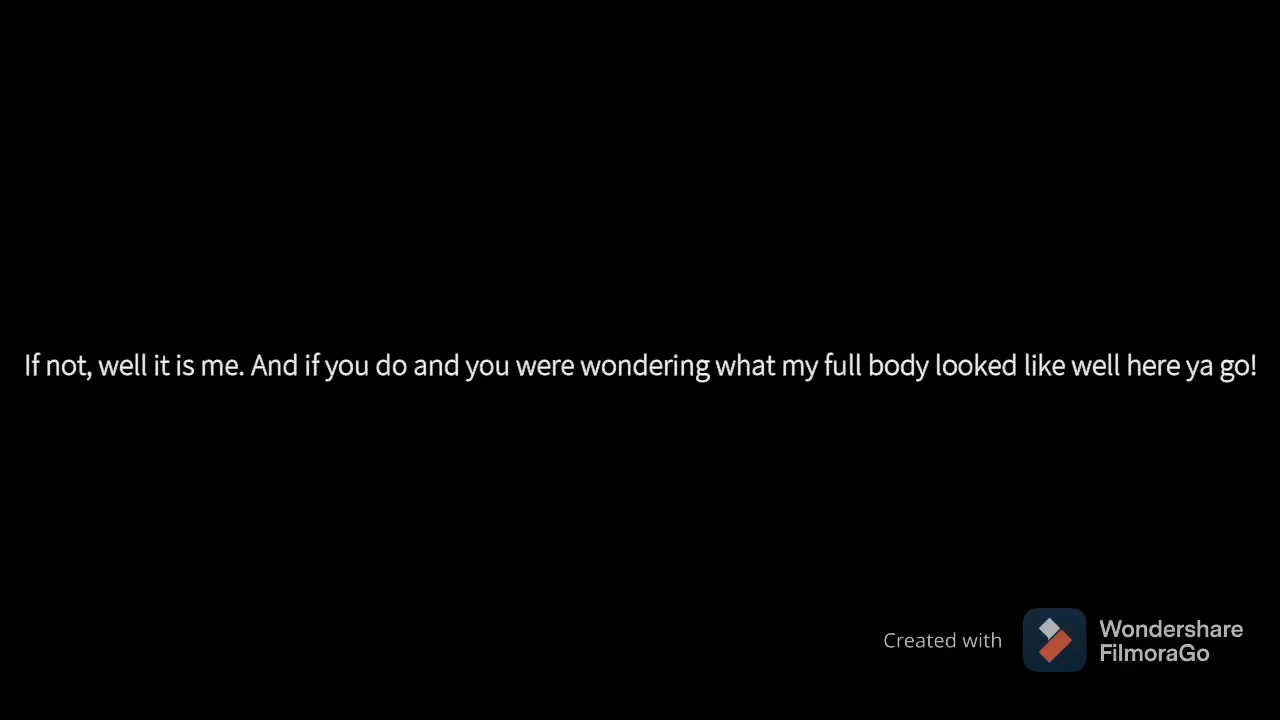 If not, well it is me. And if you do and you were wondering what my full body looked like well here ya go!
Created with
Wondershare
FilmoraGo